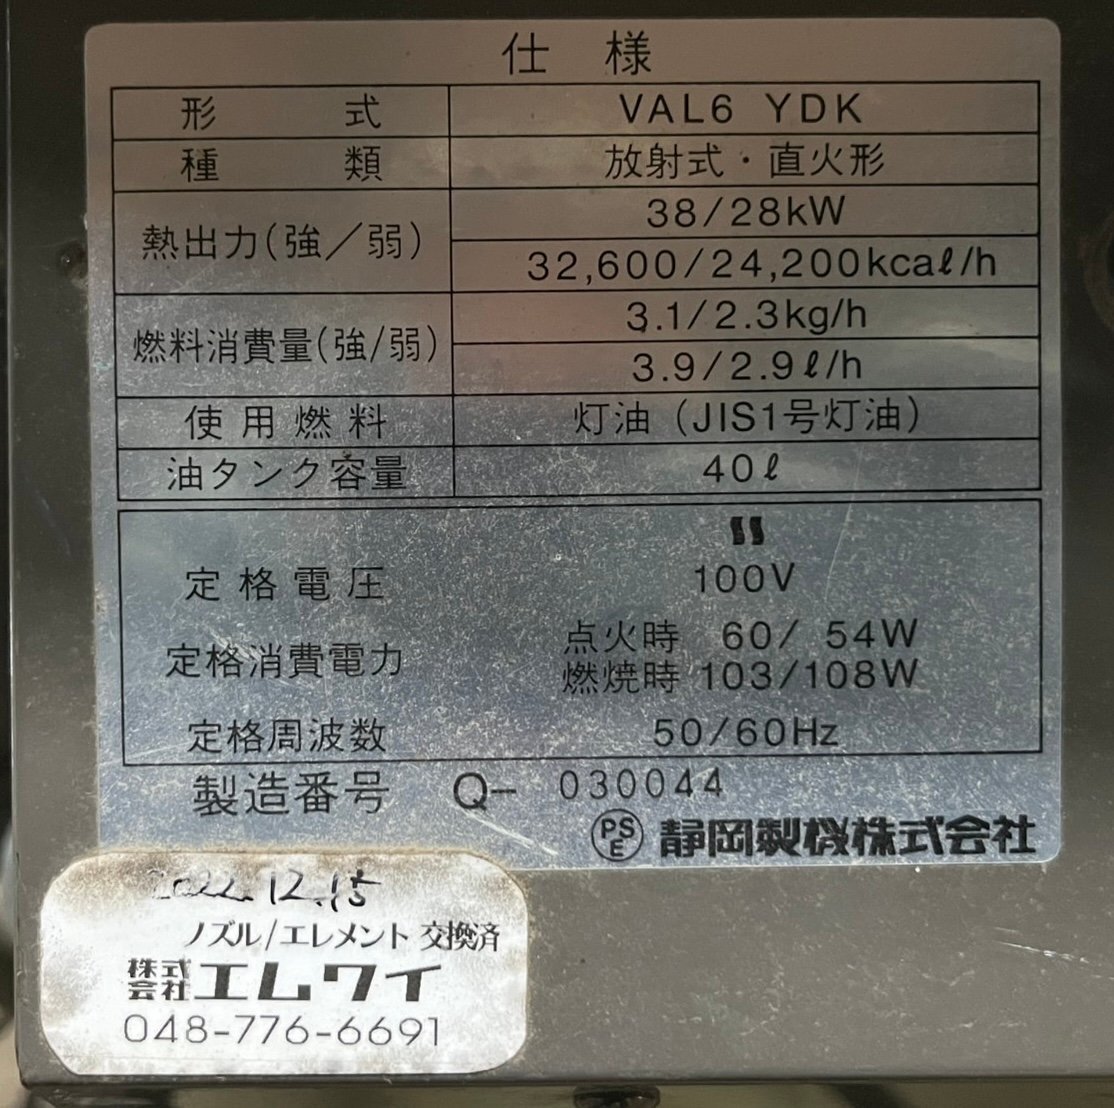 仕様
形式 VAL6 YDK
種類 放射式・直火形
熱出力(強／弱) 38/28kW
32,600/24,200kcaℓ/h
燃料消費量(強/弱) 3.1/2.3kg/h
3.9/2.9ℓ/h
使用燃料 灯油（JIS1号灯油）
油タンク容量 40ℓ
定格電圧 100V
定格消費電力 点火時 60/ 54W
燃焼時 103/108W
定格周波数 50/60Hz
製造番号 Q- 030044
PSE 静岡製機株式会社
2022.12.15
ノズル/エレメント 交換済
株式会社エムワイ
048-776-6691